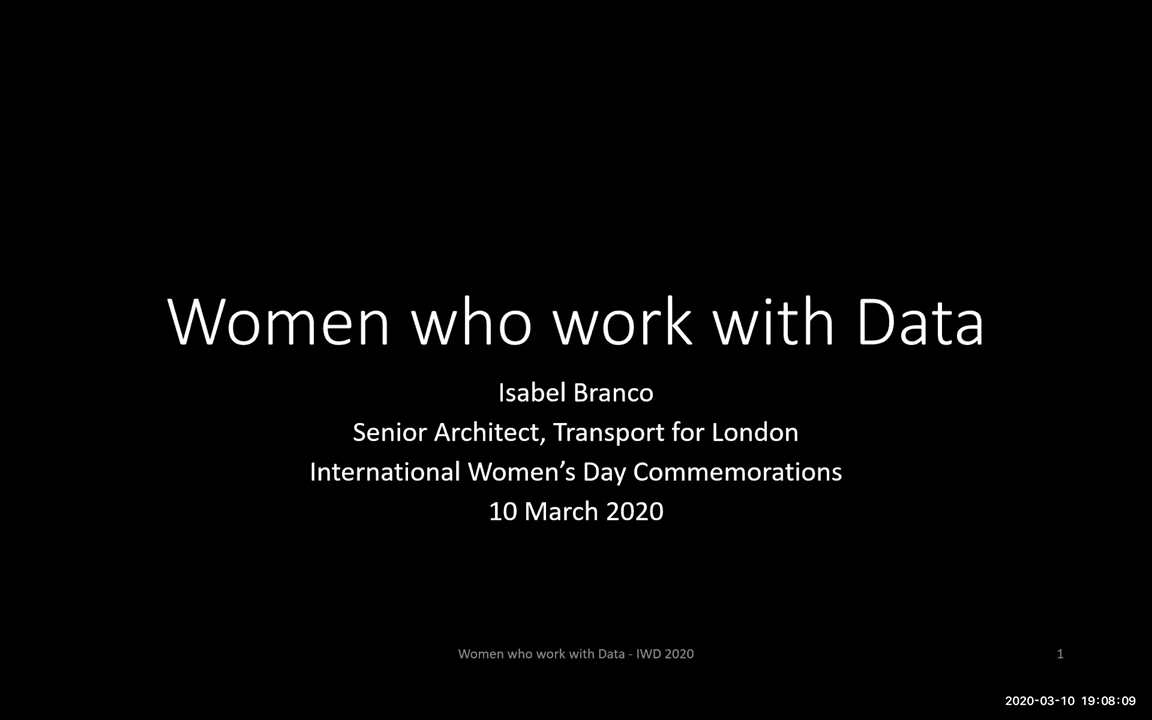 Women who work with Data
Isabel Branco
Senior Architect, Transport for London
International Women’s Day Commemorations
10 March 2020
Women who work with Data - IWD 2020
1
2020-03-10 19:08:09